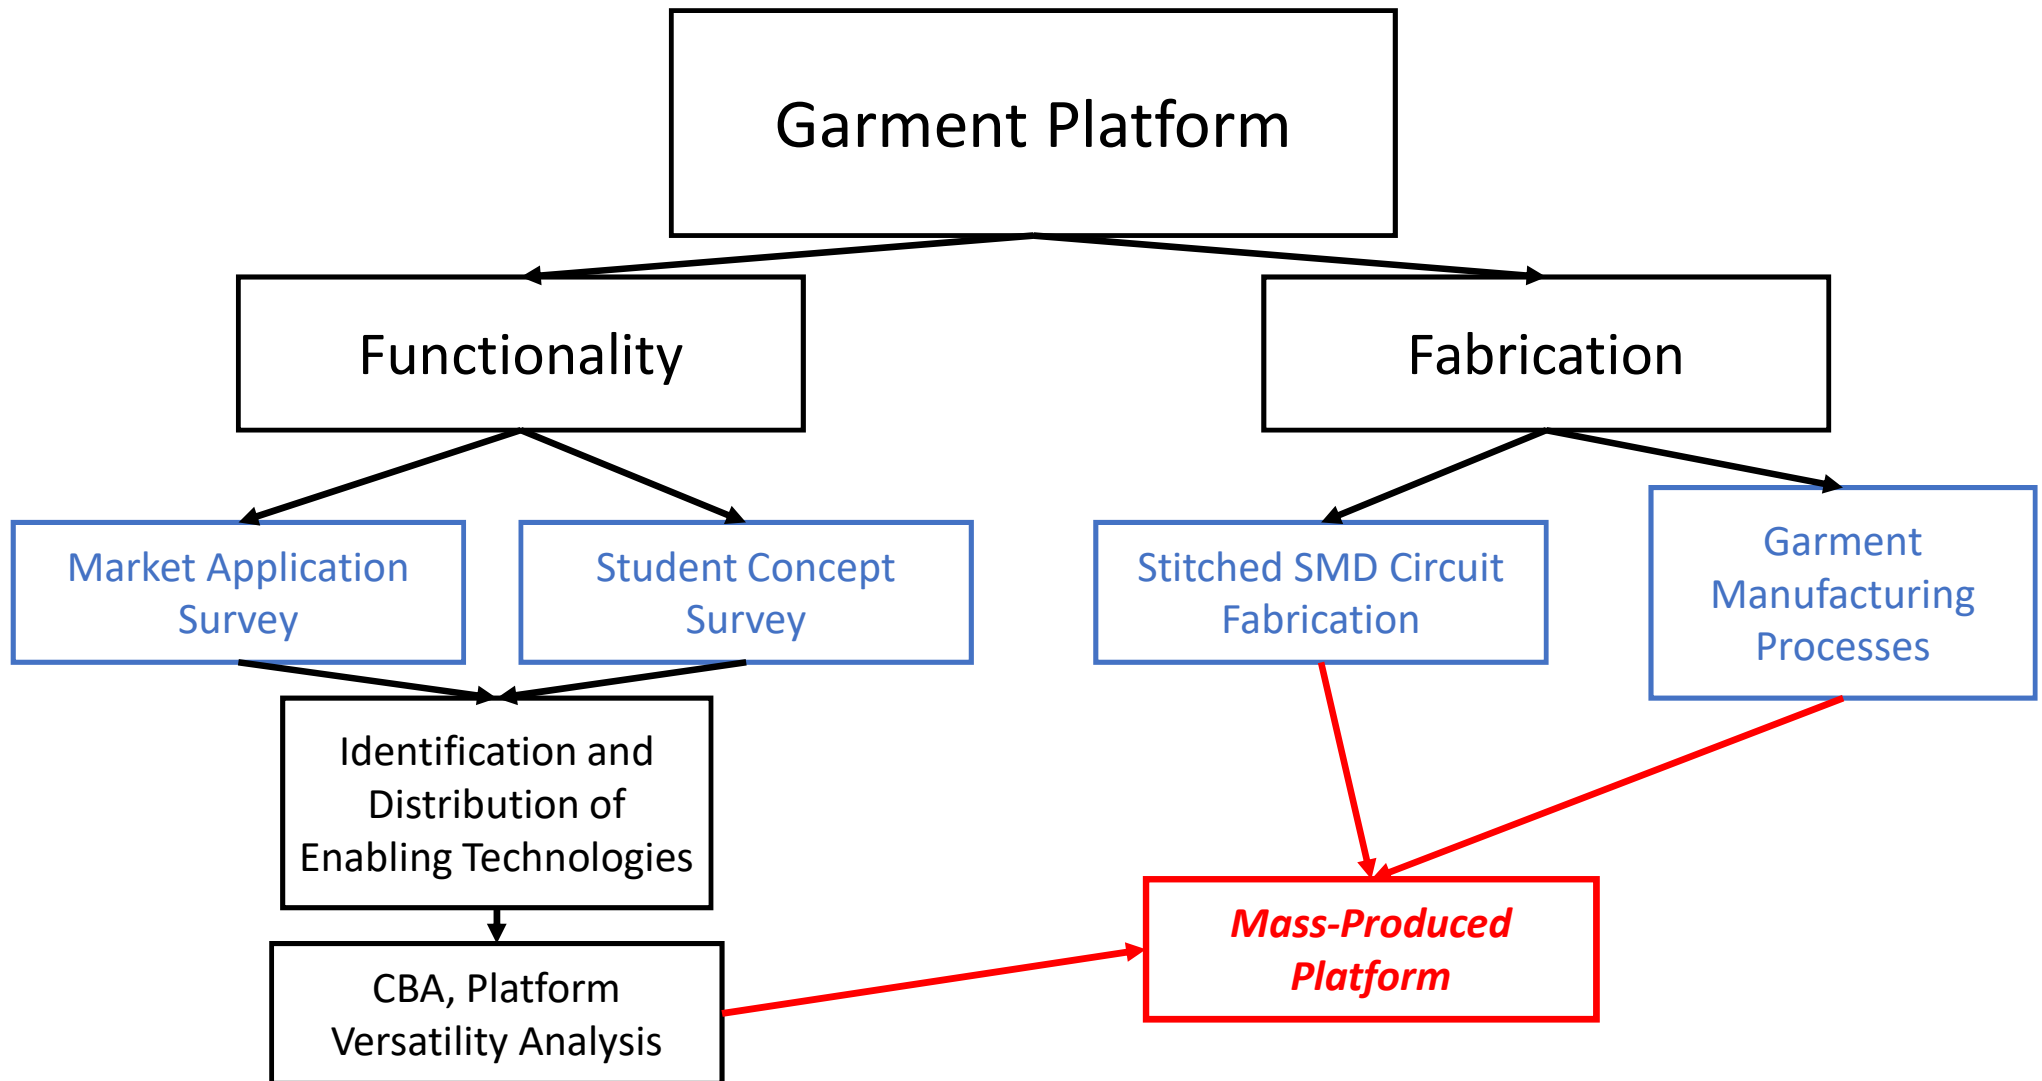 Garment Platform
Functionality
Fabrication
Market Application
Survey
Student Concept
Survey
Stitched SMD Circuit
Fabrication
Garment
Manufacturing
Processes
Identification and
Distribution of
Enabling Technologies
Mass-Produced
Platform
CBA, Platform
Versatility Analysis